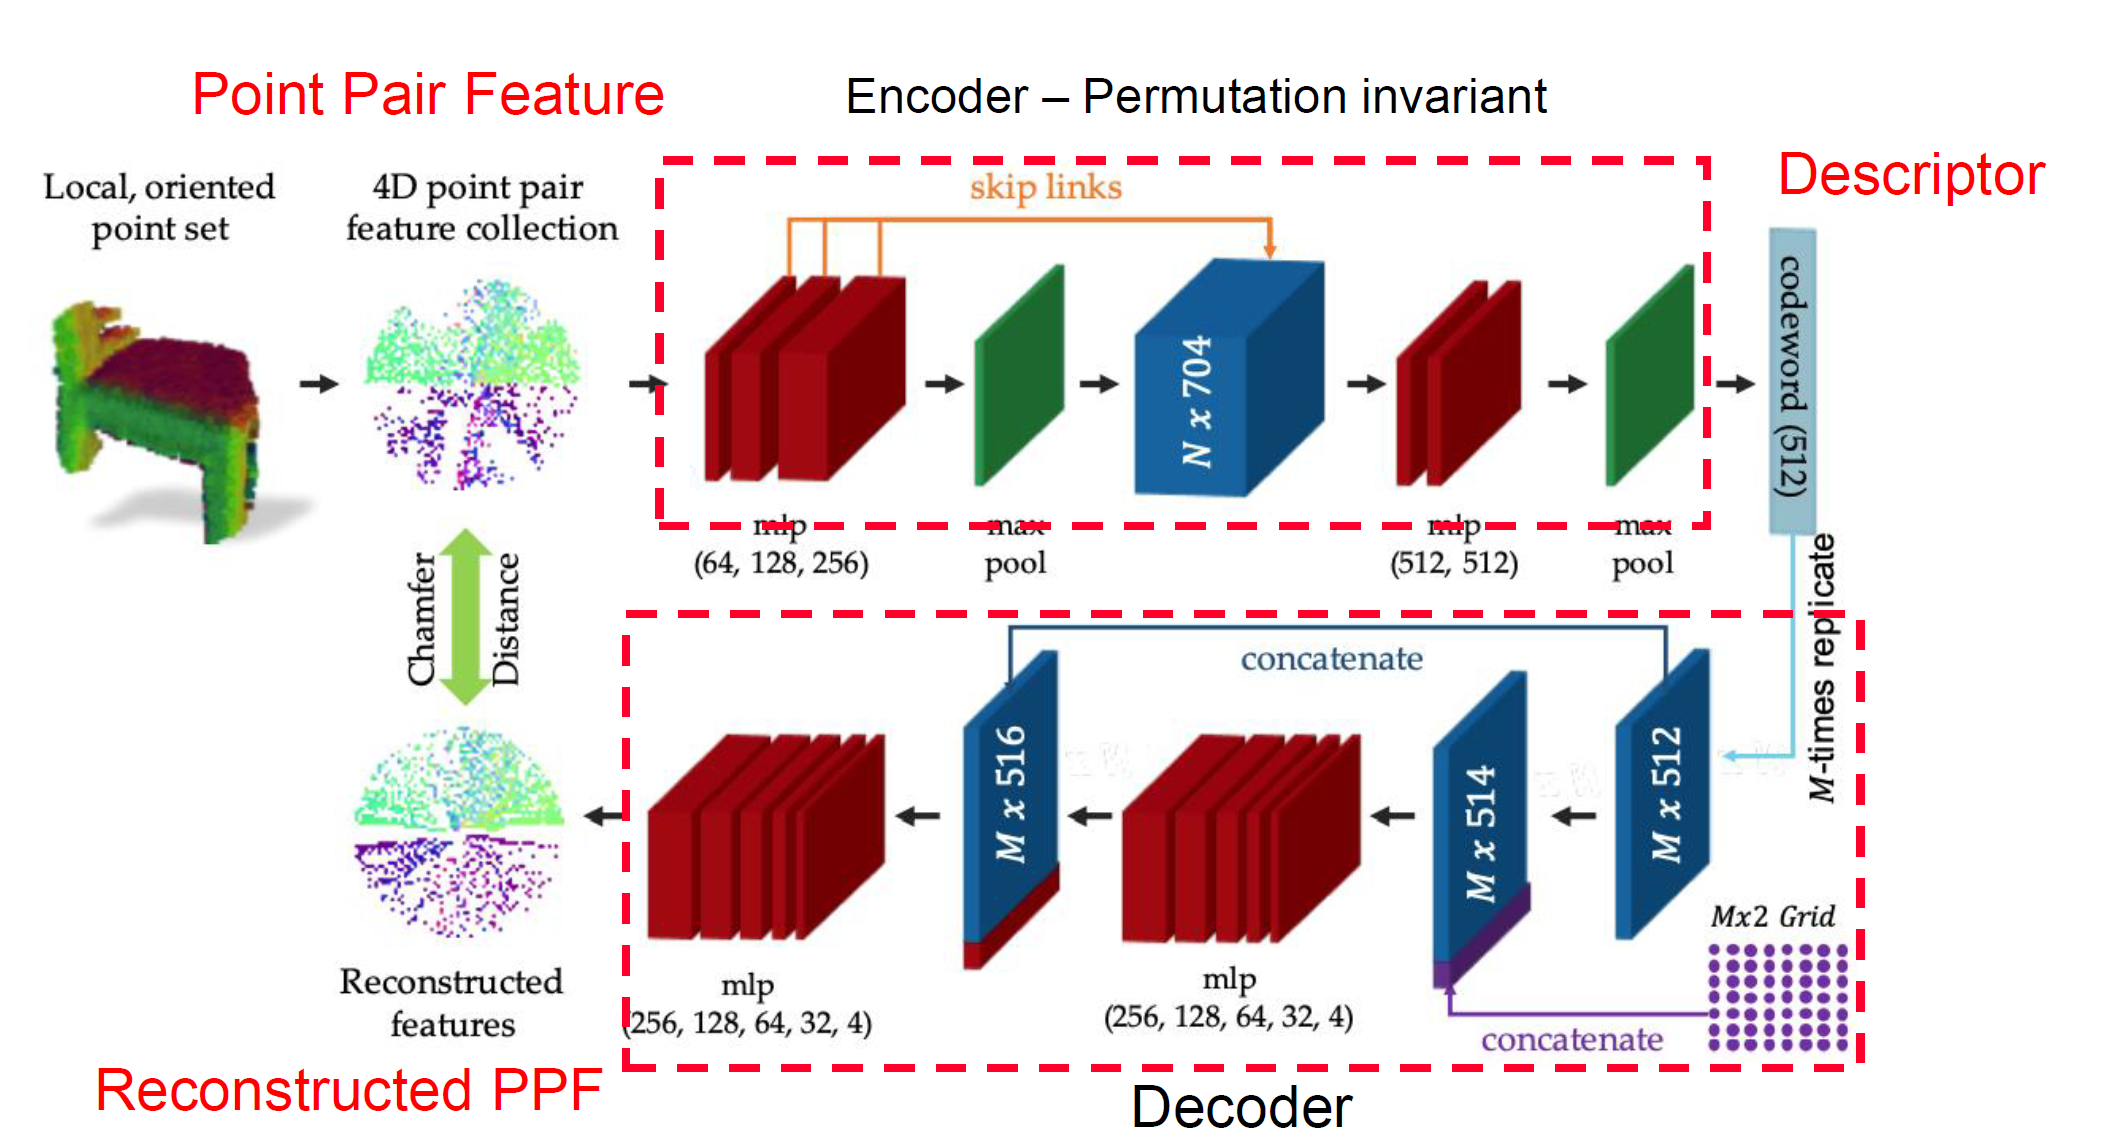 Point Pair Feature
Encoder – Permutation invariant
Descriptor
Local, oriented
point set
4D point pair
feature collection
skip links
N x 704
codeword (512)
mlp
(64, 128, 256)
max
pool
mlp
(512, 512)
max
pool
Chamfer
Distance
M-times replicate
concatenate
M x 516
M x 514
M x 512
Mx2 Grid
concatenate
mlp
(256, 128, 64, 32, 4)
mlp
(256, 128, 64, 32, 4)
Reconstructed
features
Reconstructed PPF
Decoder